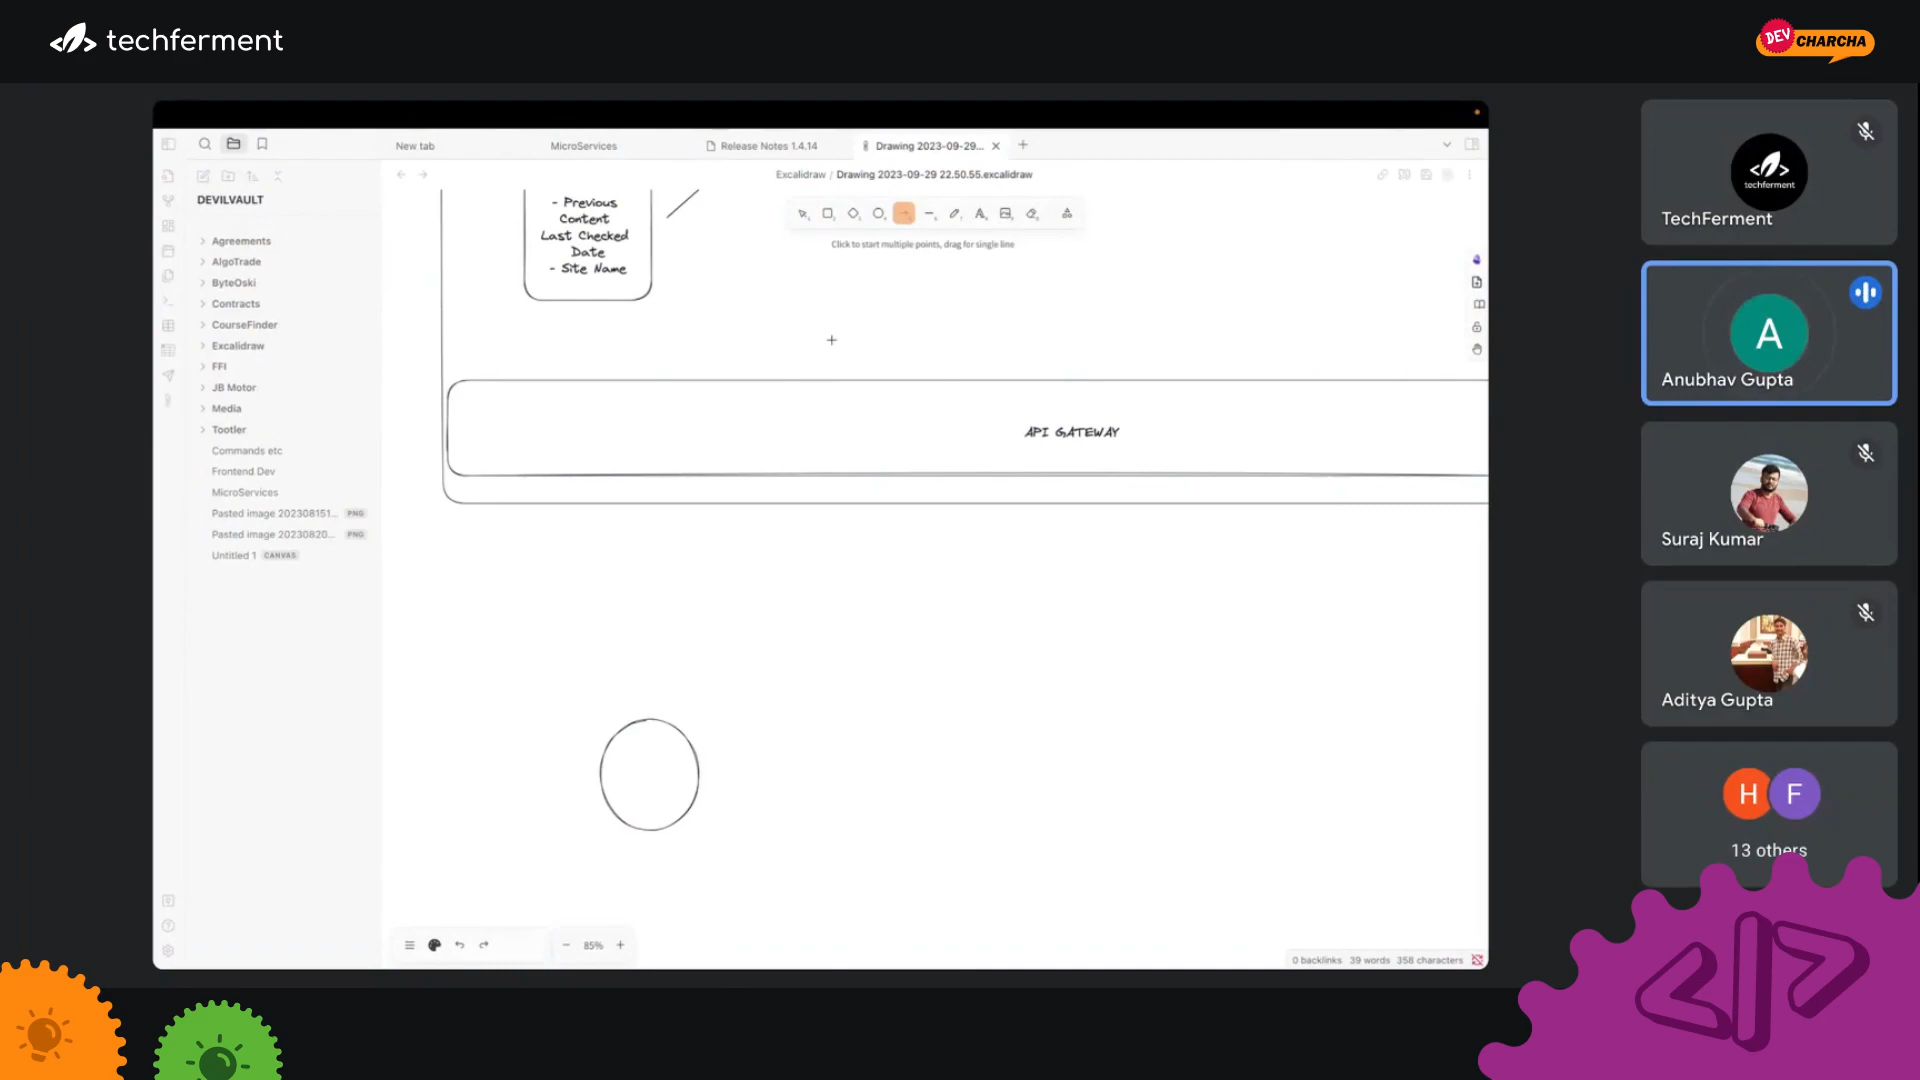 techferment
DEV
CHARCHA
New tab
MicroServices
Release Notes 1.4.14
Drawing 2023-09-29...
Excalidraw / Drawing 2023-09-29 22.50.55.excalidraw
DEVILVAULT
Agreements
AlgoTrade
ByteOski
Contracts
CourseFinder
Excalidraw
FFI
JB Motor
Media
Tootler
Commands etc
Frontend Dev
MicroServices
Pasted image 202308151... PNG
Pasted image 20230820... PNG
Untitled 1 CANVAS
Click to start multiple points, drag for single line
- Previous
Content
Last Checked
Date
- Site Name
API GATEWAY
85%
0 backlinks 39 words 358 characters
techferment
TechFerment
A
Anubhav Gupta
Suraj Kumar
Aditya Gupta
H F
13 others